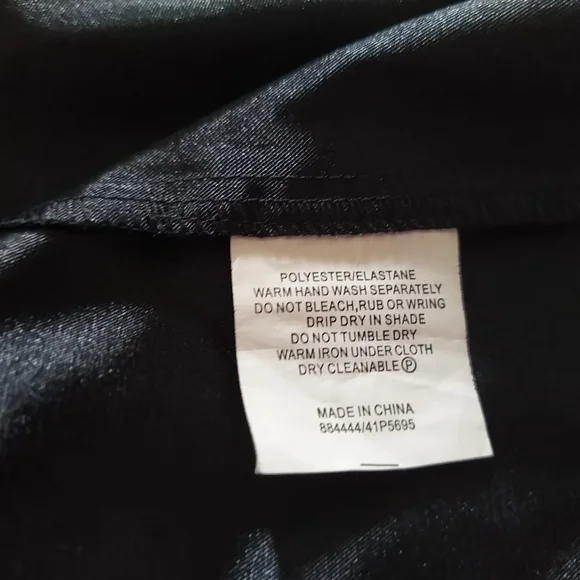 POLYESTER/ELASTANE
WARM HAND WASH SEPARATELY
DO NOT BLEACH,RUB OR WRING
DRIP DRY IN SHADE
DO NOT TUMBLE DRY
WARM IRON UNDER CLOTH
DRY CLEANABLE Ⓟ
MADE IN CHINA
884444/41P5695